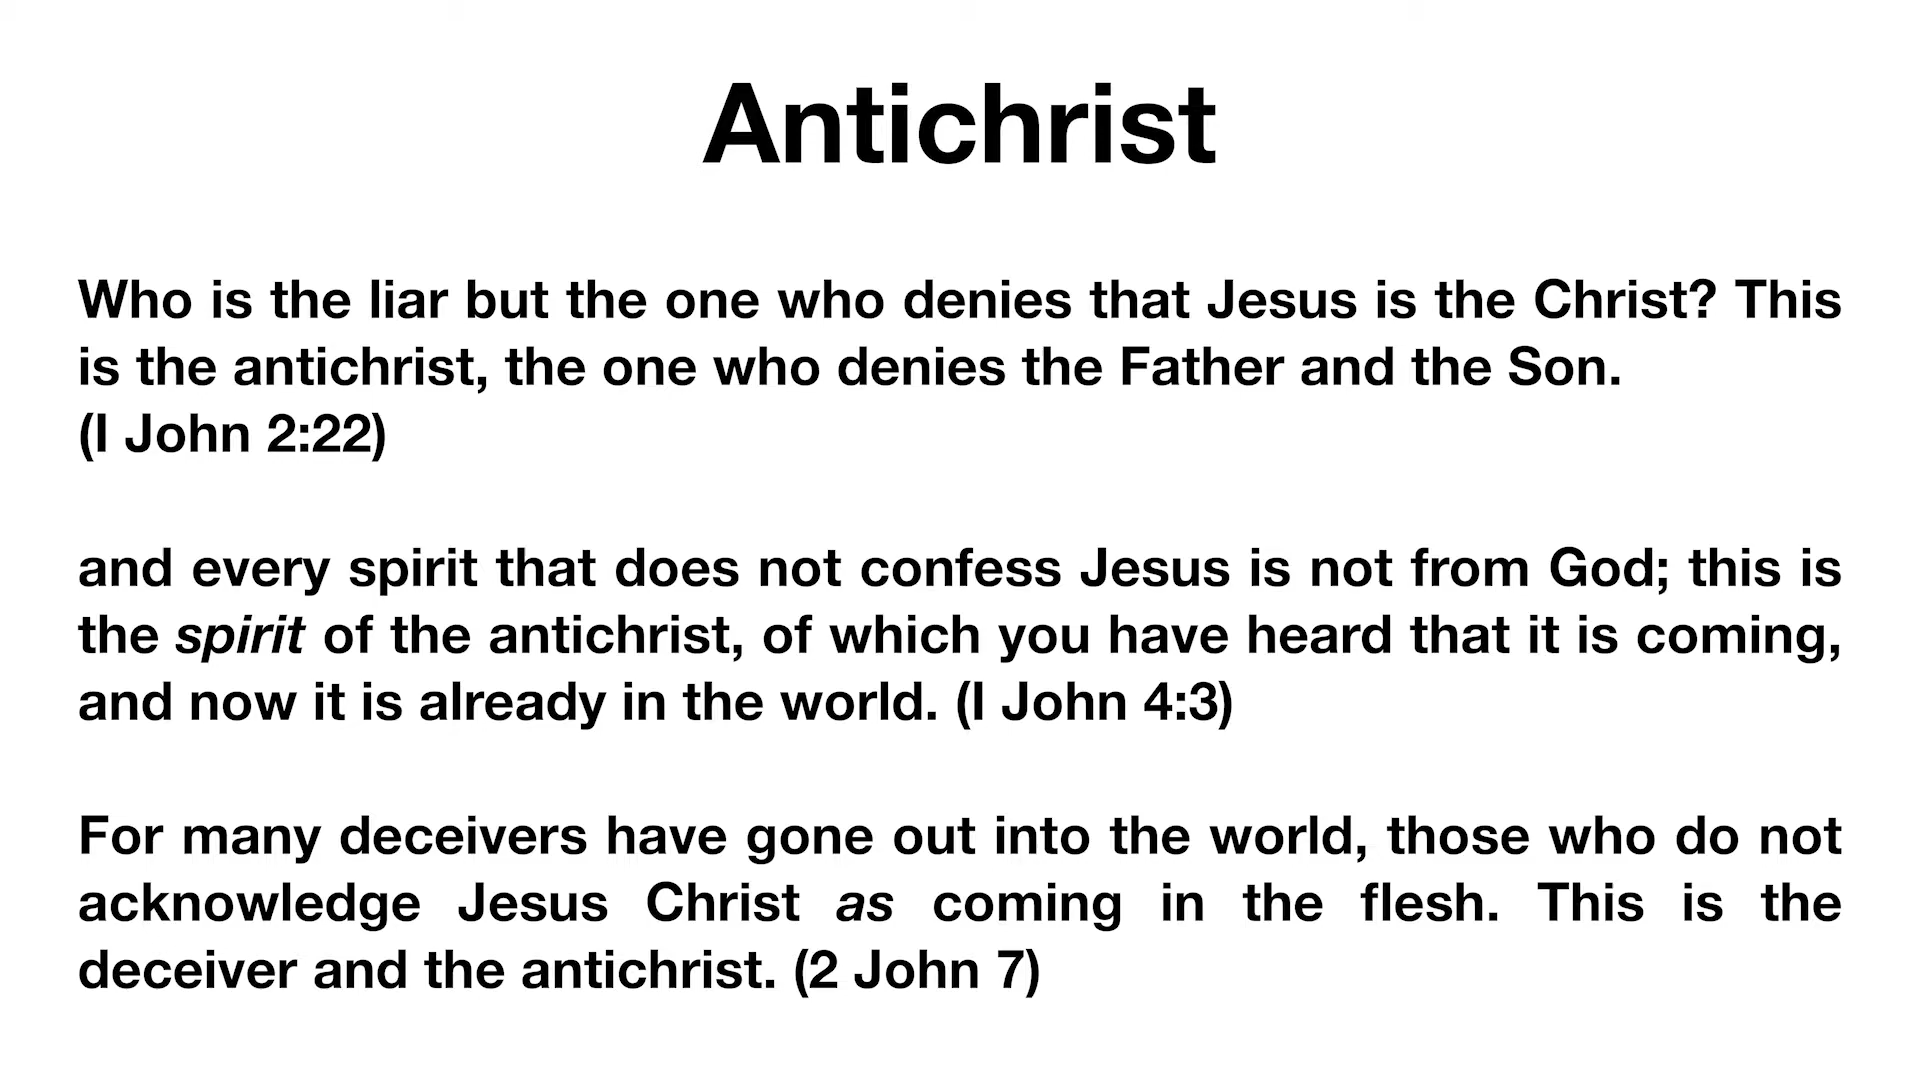 Antichrist
Who is the liar but the one who denies that Jesus is the Christ? This
is the antichrist, the one who denies the Father and the Son.
(I John 2:22)
and every spirit that does not confess Jesus is not from God; this is
the spirit of the antichrist, of which you have heard that it is coming,
and now it is already in the world. (I John 4:3)
For many deceivers have gone out into the world, those who do not
acknowledge Jesus Christ as coming in the flesh. This is the
deceiver and the antichrist. (2 John 7)